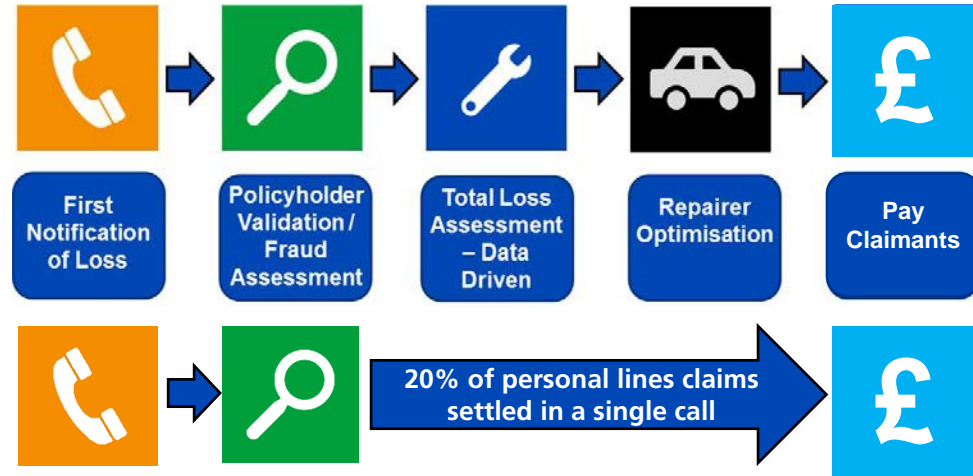 £
First
Notification
of Loss
Policyholder
Validation /
Fraud
Assessment
Total Loss
Assessment
– Data
Driven
Repairer
Optimisation
Pay
Claimants
20% of personal lines claims
settled in a single call
£